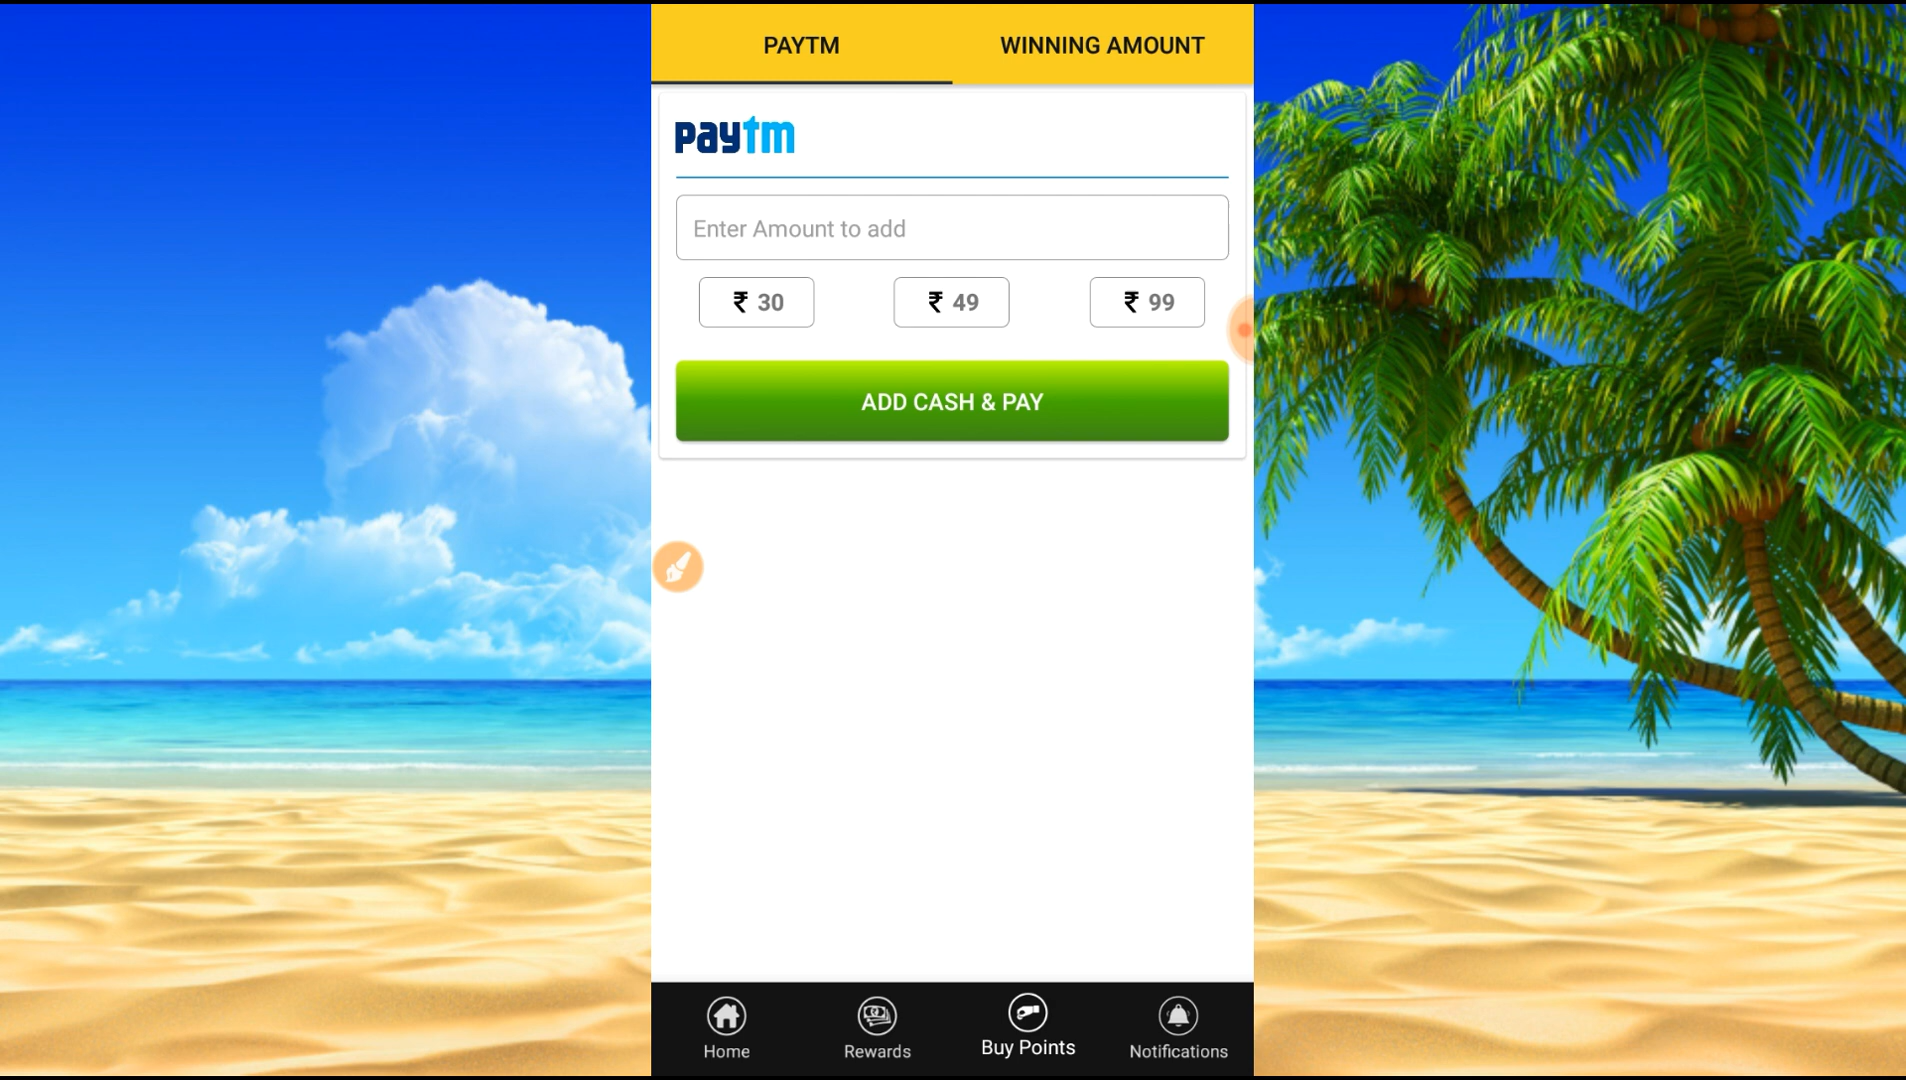 PAYTM WINNING AMOUNT
paytm
Enter Amount to add
₹ 30 ₹ 49 ₹ 99
ADD CASH & PAY
Home Rewards Buy Points Notifications